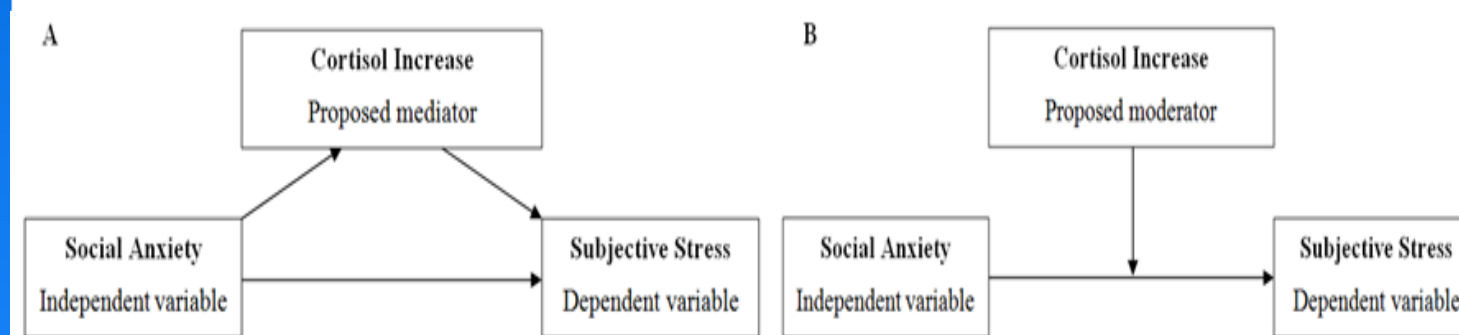 A
Cortisol Increase
Proposed mediator
Social Anxiety
Independent variable
Subjective Stress
Dependent variable
B
Cortisol Increase
Proposed moderator
Social Anxiety
Independent variable
Subjective Stress
Dependent variable